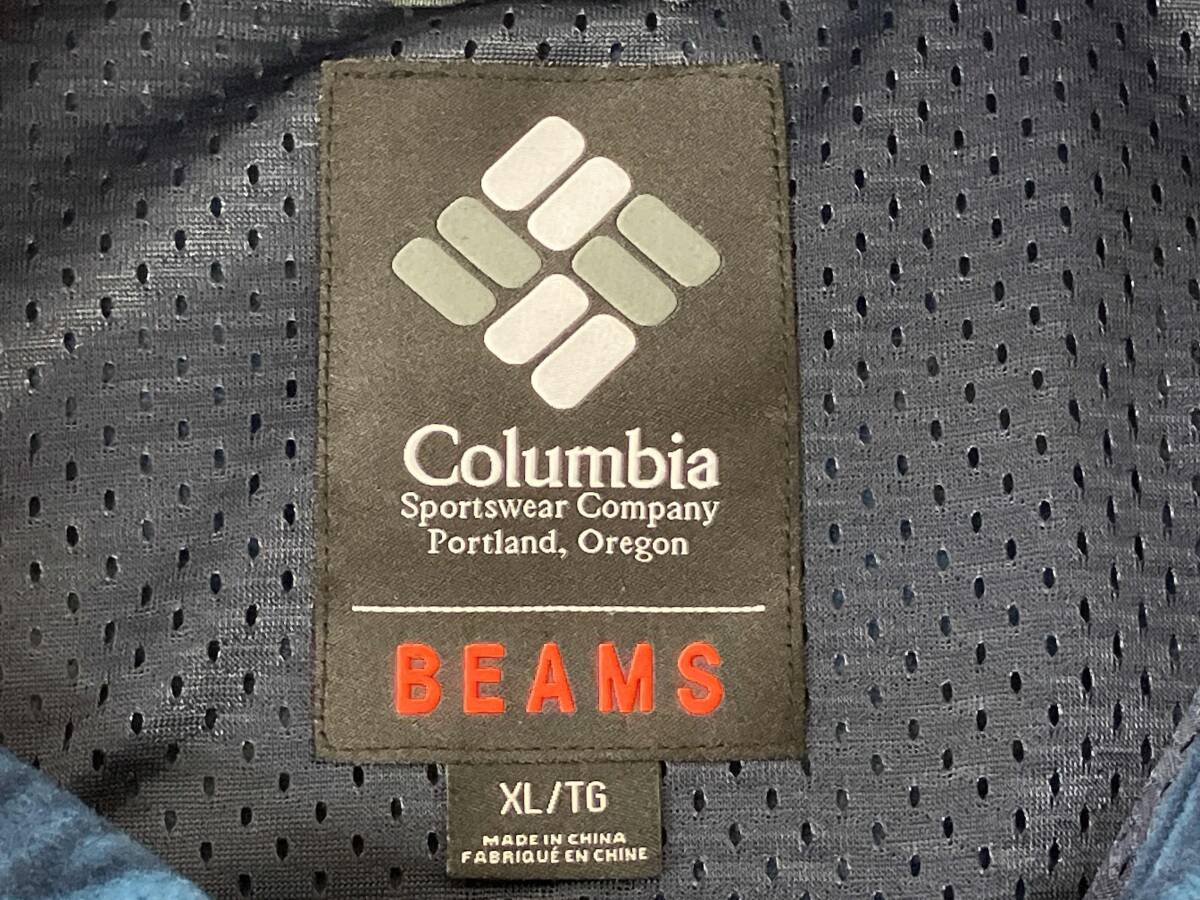 Columbia
Sportswear Company
Portland, Oregon
BEAMS
XL/TG
MADE IN CHINA
FABRIQUÉ EN CHINE